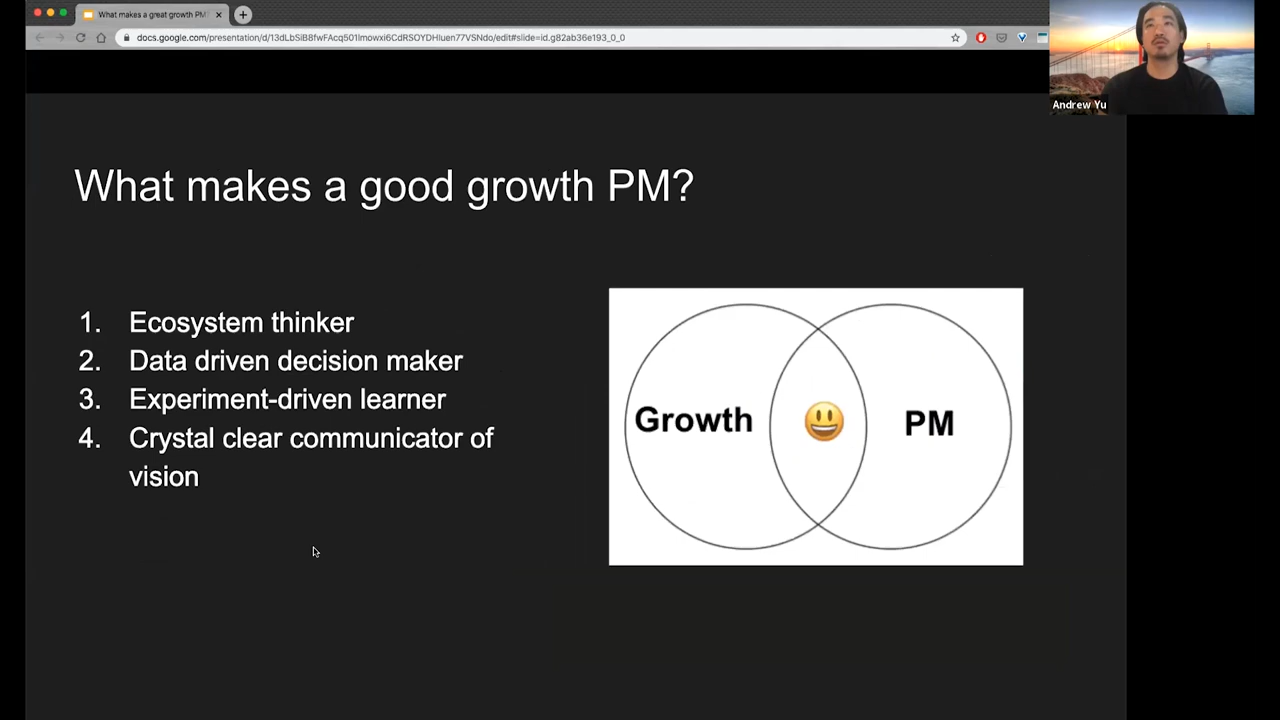 What makes a great growth PM?
docs.google.com/presentation/d/13dLbSiB8fwFAcq501lmowxi6CdRSOYDHluen77VSNdo/edit#slide=id.g82ab36e193_0_0
Andrew Yu
What makes a good growth PM?
1. Ecosystem thinker
2. Data driven decision maker
3. Experiment-driven learner
4. Crystal clear communicator of
vision
Growth
PM